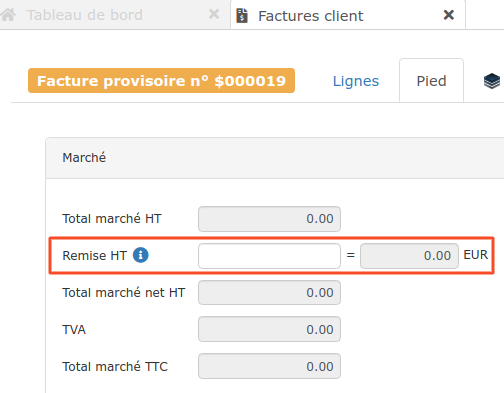 Tableau de bord
Factures client
Facture provisoire n° $000019
Lignes
Pied
Marché
Total marché HT 0.00
Remise HT = 0.00 EUR
Total marché net HT 0.00
TVA 0.00
Total marché TTC 0.00